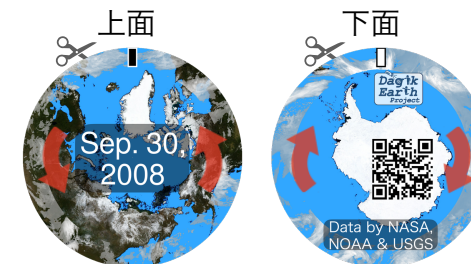 上面
下面
Dagik
Earth
Project
Sep. 30,
2008
Data by NASA,
NOAA & USGS